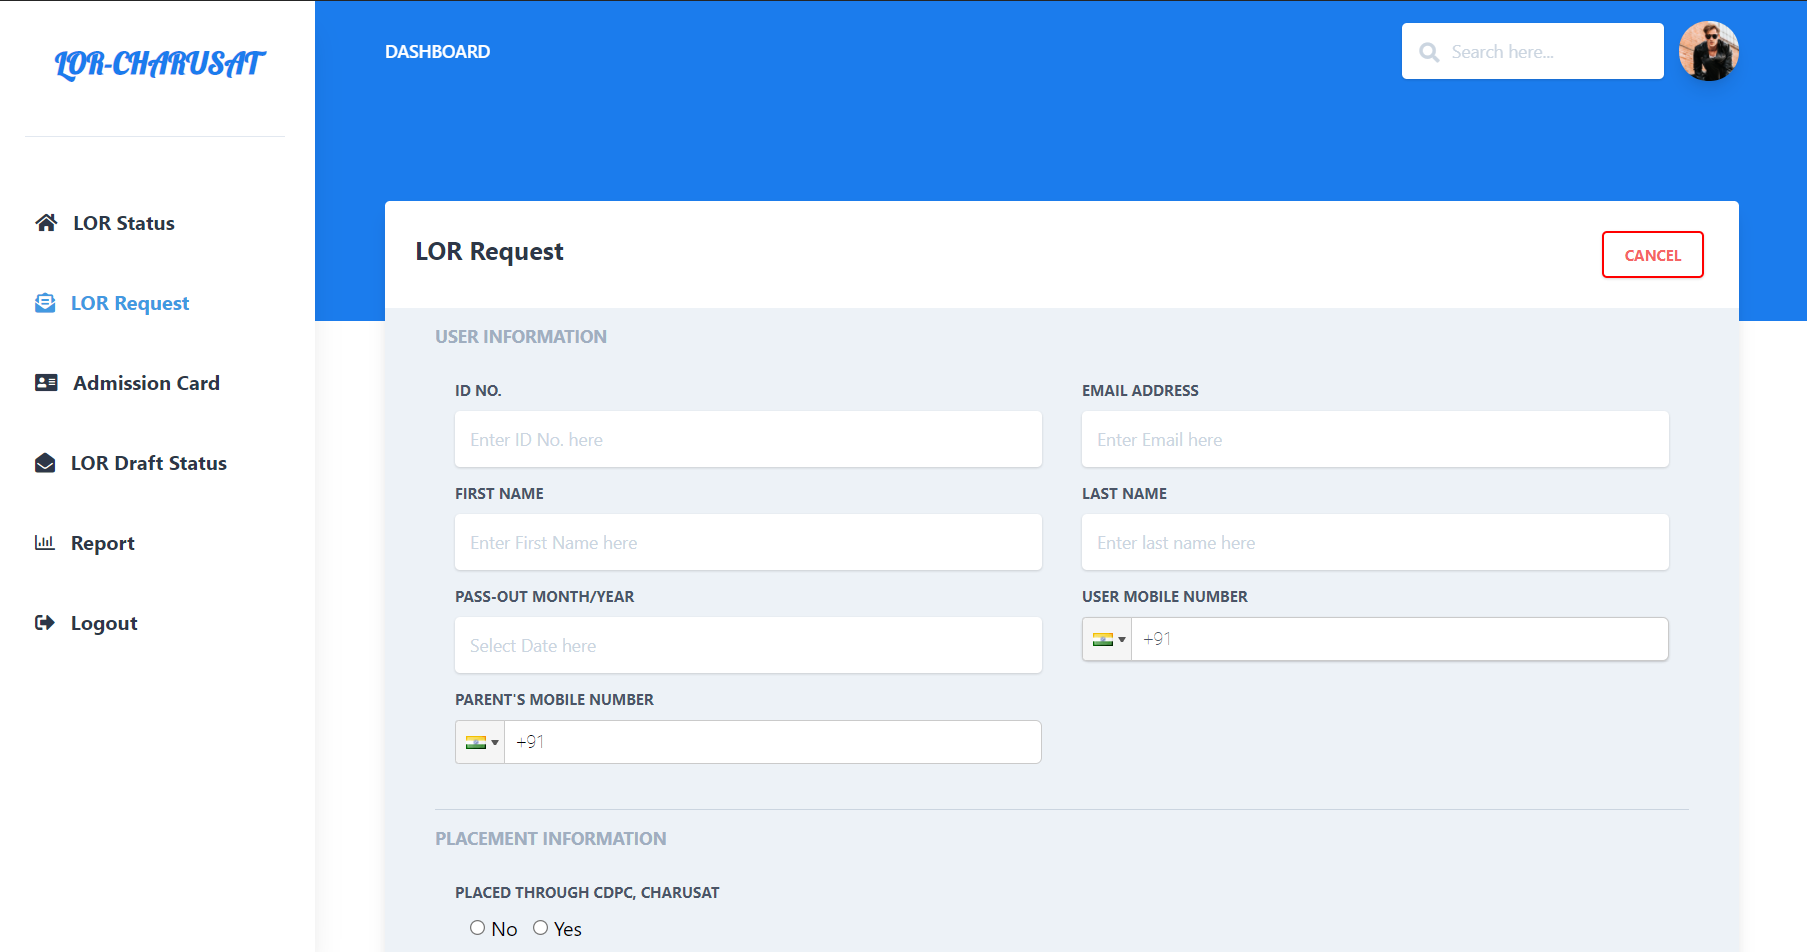 LOR-CHARUSAT
LOR Status
LOR Request
Admission Card
LOR Draft Status
Report
Logout
DASHBOARD
Search here...
LOR Request
CANCEL
USER INFORMATION
ID NO.
EMAIL ADDRESS
Enter ID No. here
Enter Email here
FIRST NAME
LAST NAME
Enter First Name here
Enter last name here
PASS-OUT MONTH/YEAR
USER MOBILE NUMBER
Select Date here
+91
PARENT'S MOBILE NUMBER
+91
PLACEMENT INFORMATION
PLACED THROUGH CDPC, CHARUSAT
No Yes